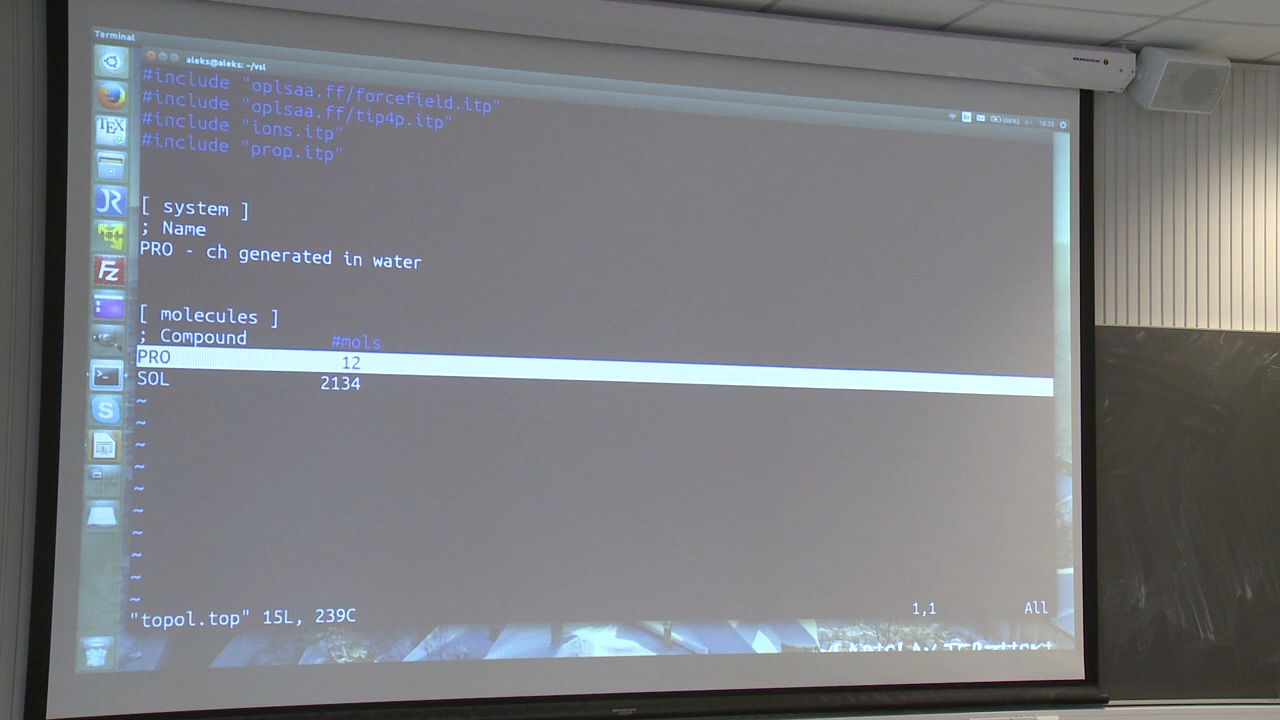 Terminal
aleks@aleks: ~/vsl
#include "oplsaa.ff/forcefield.itp"
#include "oplsaa.ff/tip4p.itp"
#include "ions.itp"
#include "prop.itp"
[ system ]
; Name
PRO - ch generated in water
[ molecules ]
; Compound #mols
PRO 12
SOL 2134
~
~
~
~
~
~
~
~
~
~
"topol.top" 15L, 239C 1,1 All